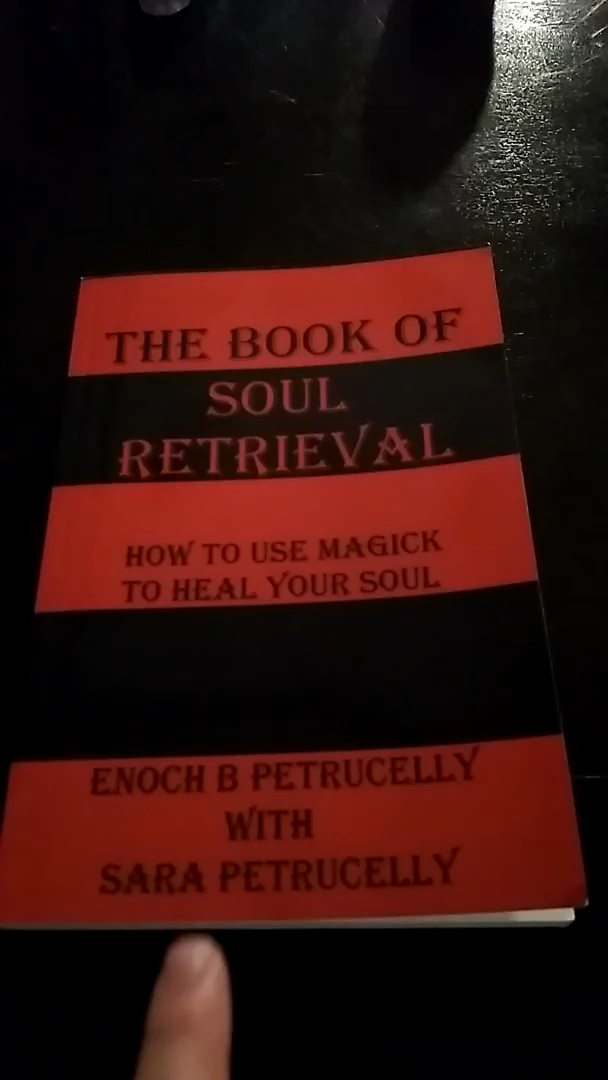 THE BOOK OF
SOUL
RETRIEVAL
HOW TO USE MAGICK
TO HEAL YOUR SOUL
ENOCH B PETRUCELLY
WITH
SARA PETRUCELLY